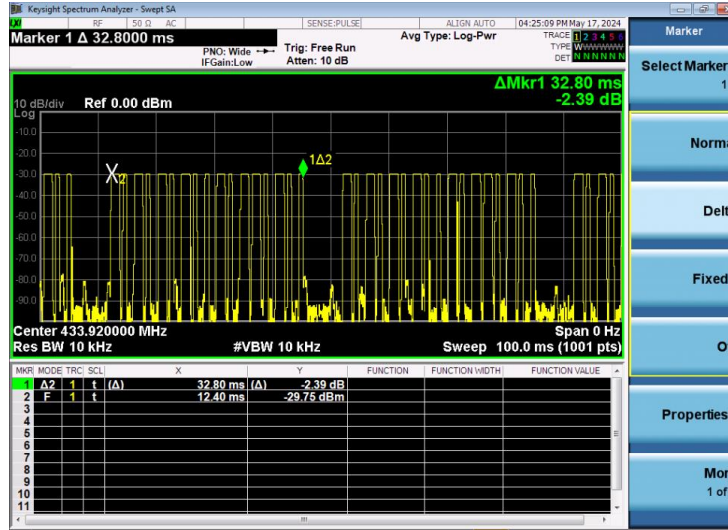 Keysight Spectrum Analyzer - Swept SA
LXI RF 50 Ω AC SENSE:PULSE ALIGN AUTO 04:25:09 PM May 17, 2024
Marker 1 Δ 32.8000 ms
PNO: Wide
IFGain:Low
Trig: Free Run
Atten: 10 dB
Avg Type: Log-Pwr
TRACE 1 2 3 4 5 6
TYPE W
DET N N N N N N
ΔMkr1 32.80 ms
-2.39 dB
10 dB/div Ref 0.00 dBm
Log
-10.0
-20.0
-30.0
-40.0
-50.0
-60.0
-70.0
-80.0
-90.0
X2
1Δ2
Center 433.920000 MHz Span 0 Hz
Res BW 10 kHz #VBW 10 kHz Sweep 100.0 ms (1001 pts)
MKR MODE TRC SCL X Y FUNCTION FUNCTION WIDTH FUNCTION VALUE
1 Δ2 1 t (Δ) 32.80 ms (Δ) -2.39 dB
2 F 1 t 12.40 ms -29.75 dBm
3
4
5
6
7
8
9
10
11
Marker
Select Marker
1
Norma
Delt
Fixed
O
Properties
Mor
1 of